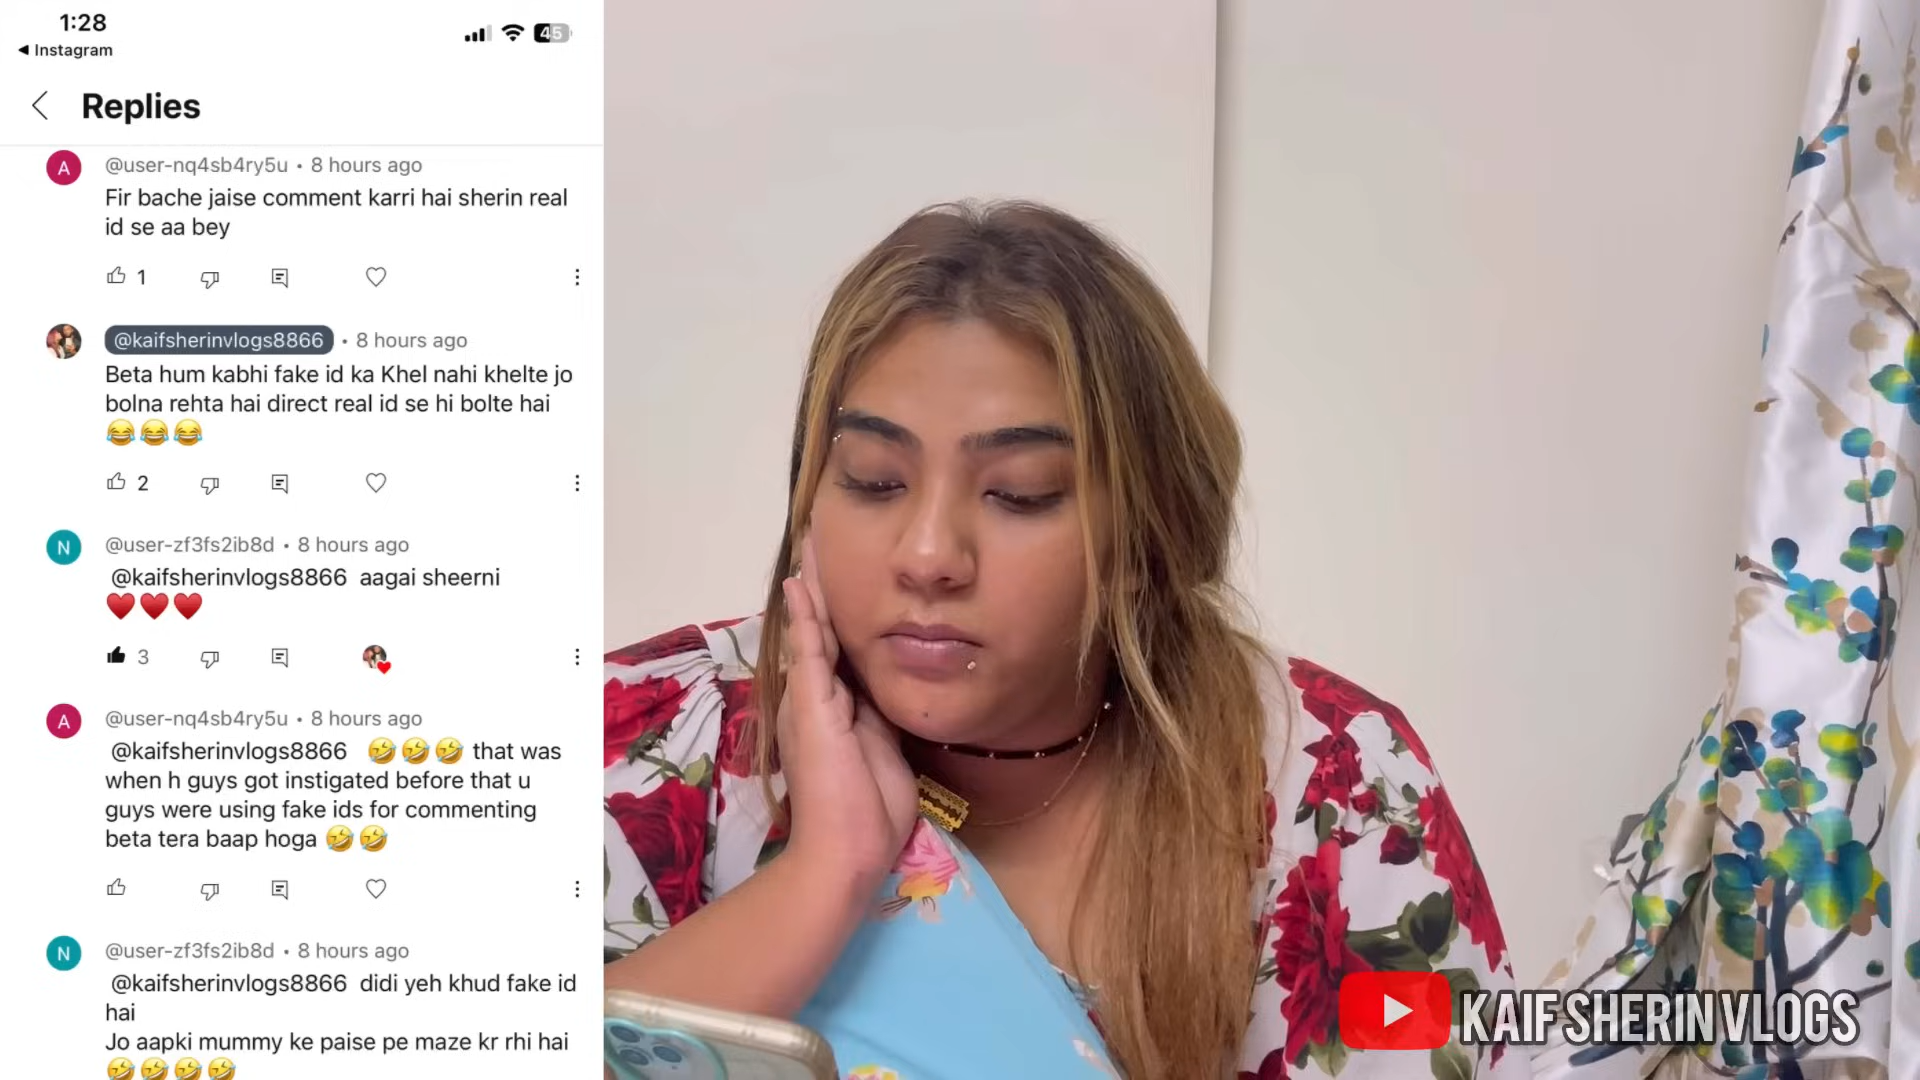 1:28
45
◀ Instagram
Replies
A
@user-nq4sb4ry5u • 8 hours ago
Fir bache jaise comment karri hai sherin real
id se aa bey
1
@kaifsherinvlogs8866 • 8 hours ago
Beta hum kabhi fake id ka Khel nahi khelte jo
bolna rehta hai direct real id se hi bolte hai
😂😂😂
2
N
@user-zf3fs2ib8d • 8 hours ago
@kaifsherinvlogs8866 aagai sheerni
❤️❤️❤️
3
A
@user-nq4sb4ry5u • 8 hours ago
@kaifsherinvlogs8866 🤣🤣🤣 that was
when h guys got instigated before that u
guys were using fake ids for commenting
beta tera baap hoga 🤣🤣
N
@user-zf3fs2ib8d • 8 hours ago
@kaifsherinvlogs8866 didi yeh khud fake id
hai
Jo aapki mummy ke paise pe maze kr rhi hai
🤣🤣🤣🤣
KAIF SHERIN VLOGS